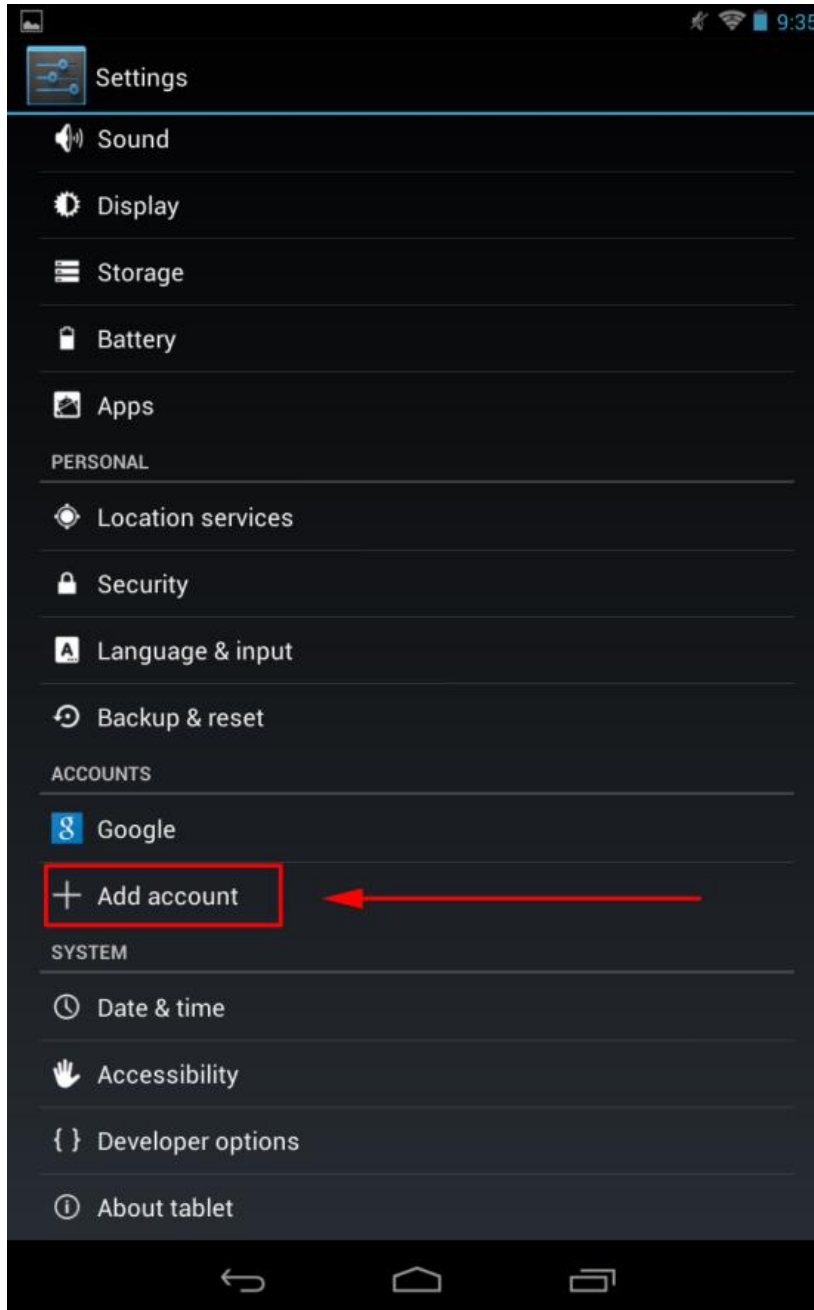 9:35
Settings
Sound
Display
Storage
Battery
Apps
PERSONAL
Location services
Security
Language & input
Backup & reset
ACCOUNTS
Google
Add account
SYSTEM
Date & time
Accessibility
{ } Developer options
About tablet